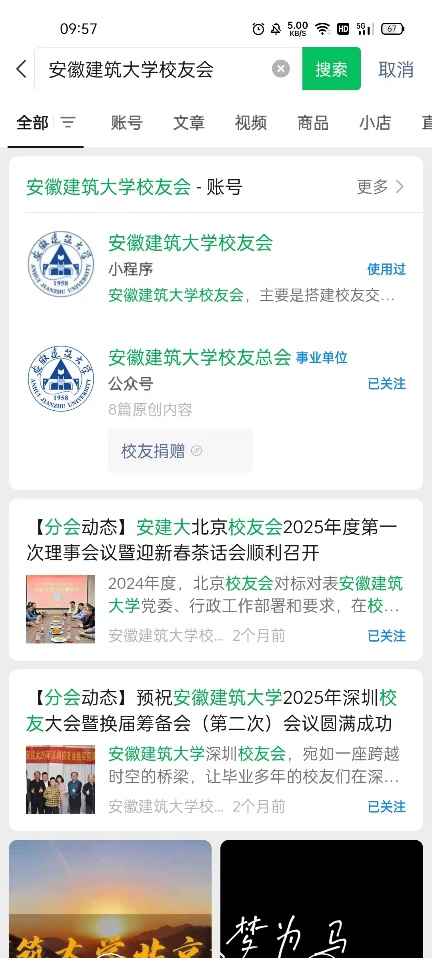 09:57
5.00
KB/S
HD
5G
67
安徽建筑大学校友会
搜索
取消
全部
账号
文章
视频
商品
小店
直
安徽建筑大学校友会 - 账号
更多
安徽建筑大学校友会
小程序
使用过
安徽建筑大学校友会，主要是搭建校友交...
安徽建筑大学校友总会 事业单位
公众号
已关注
8篇原创内容
校友捐赠
【分会动态】安建大北京校友会2025年度第一
次理事会议暨迎新春茶话会顺利召开
2024年度，北京校友会对标对表安徽建筑
大学党委、行政工作部署和要求，在校...
安徽建筑大学校... 2个月前
已关注
【分会动态】预祝安徽建筑大学2025年深圳校
友大会暨换届筹备会（第二次）会议圆满成功
安徽建筑大学深圳校友会，宛如一座跨越
时空的桥梁，让毕业多年的校友们在深...
安徽建筑大学校... 2个月前
已关注
筑大学北京
梦为马